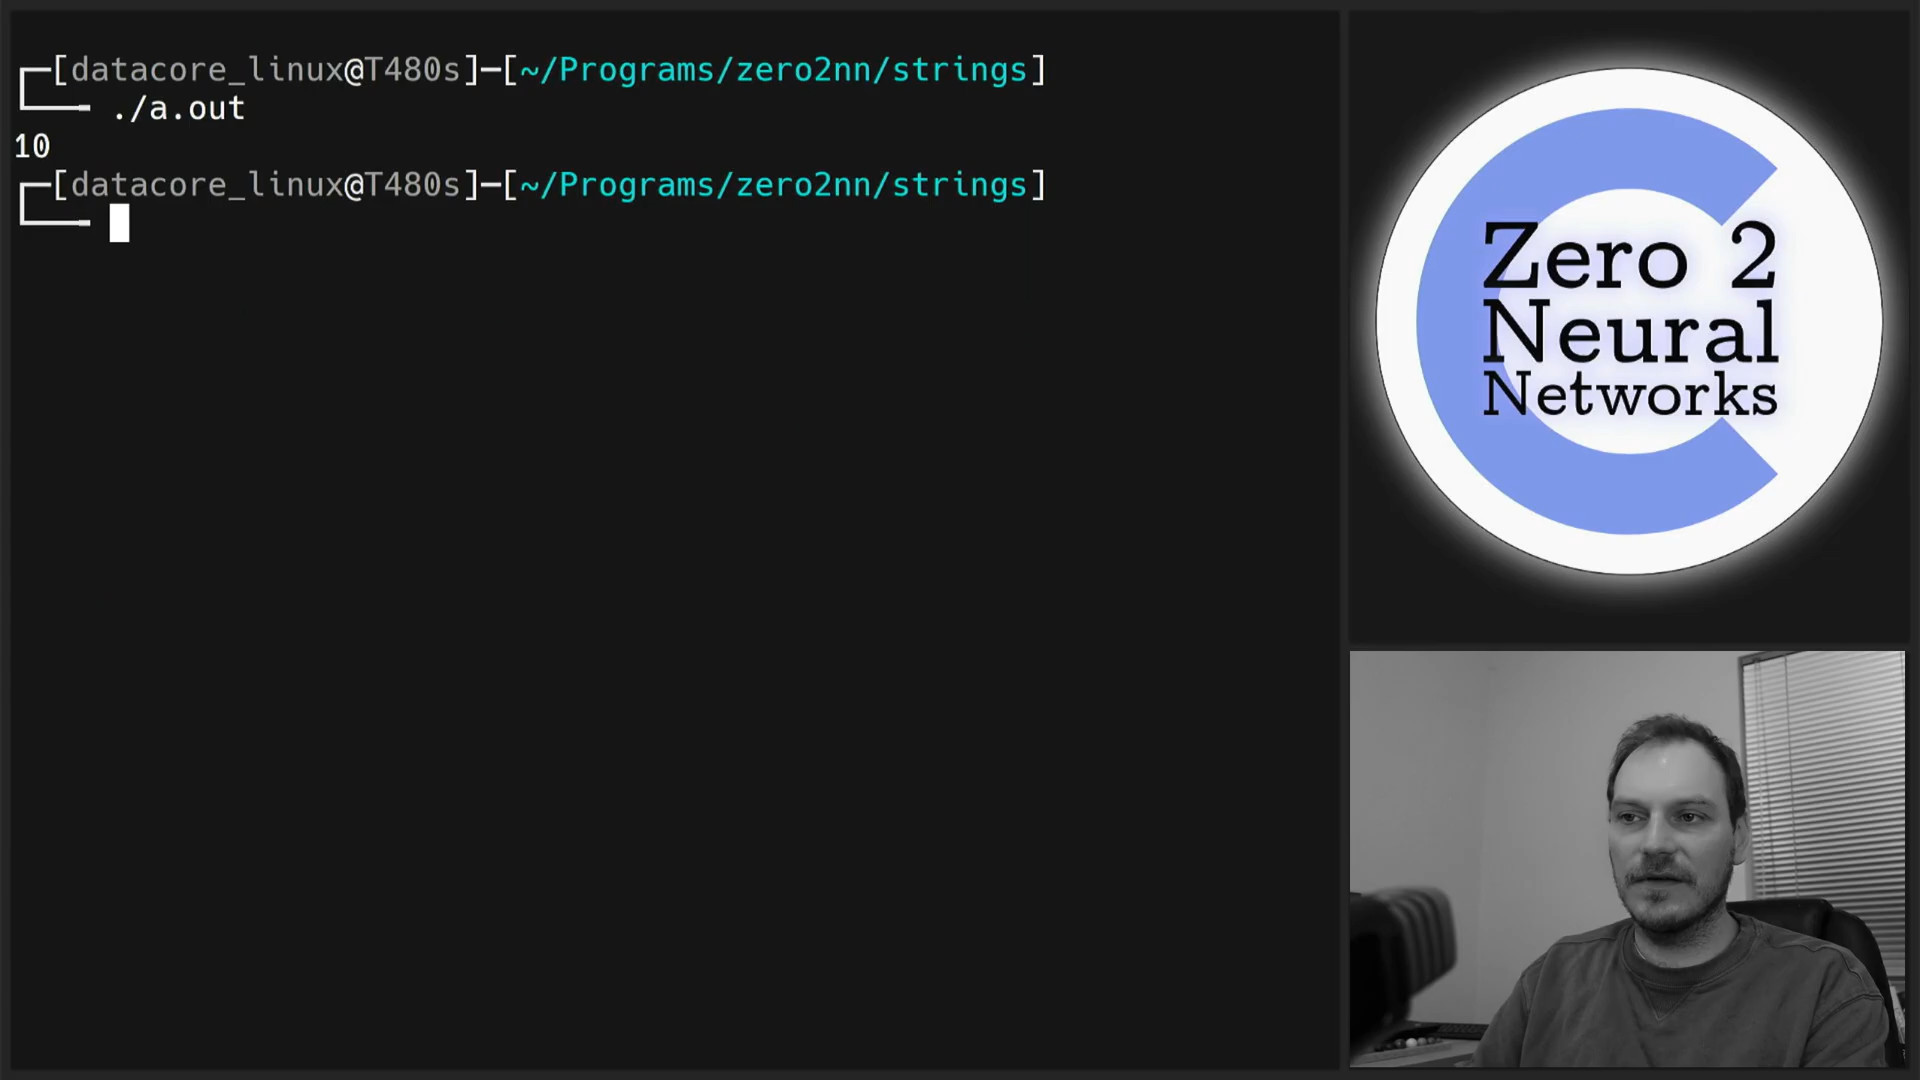 ┌─[datacore_linux@T480s]─[~/Programs/zero2nn/strings]
└── ./a.out
10
┌─[datacore_linux@T480s]─[~/Programs/zero2nn/strings]
└──
Zero 2
Neural
Networks